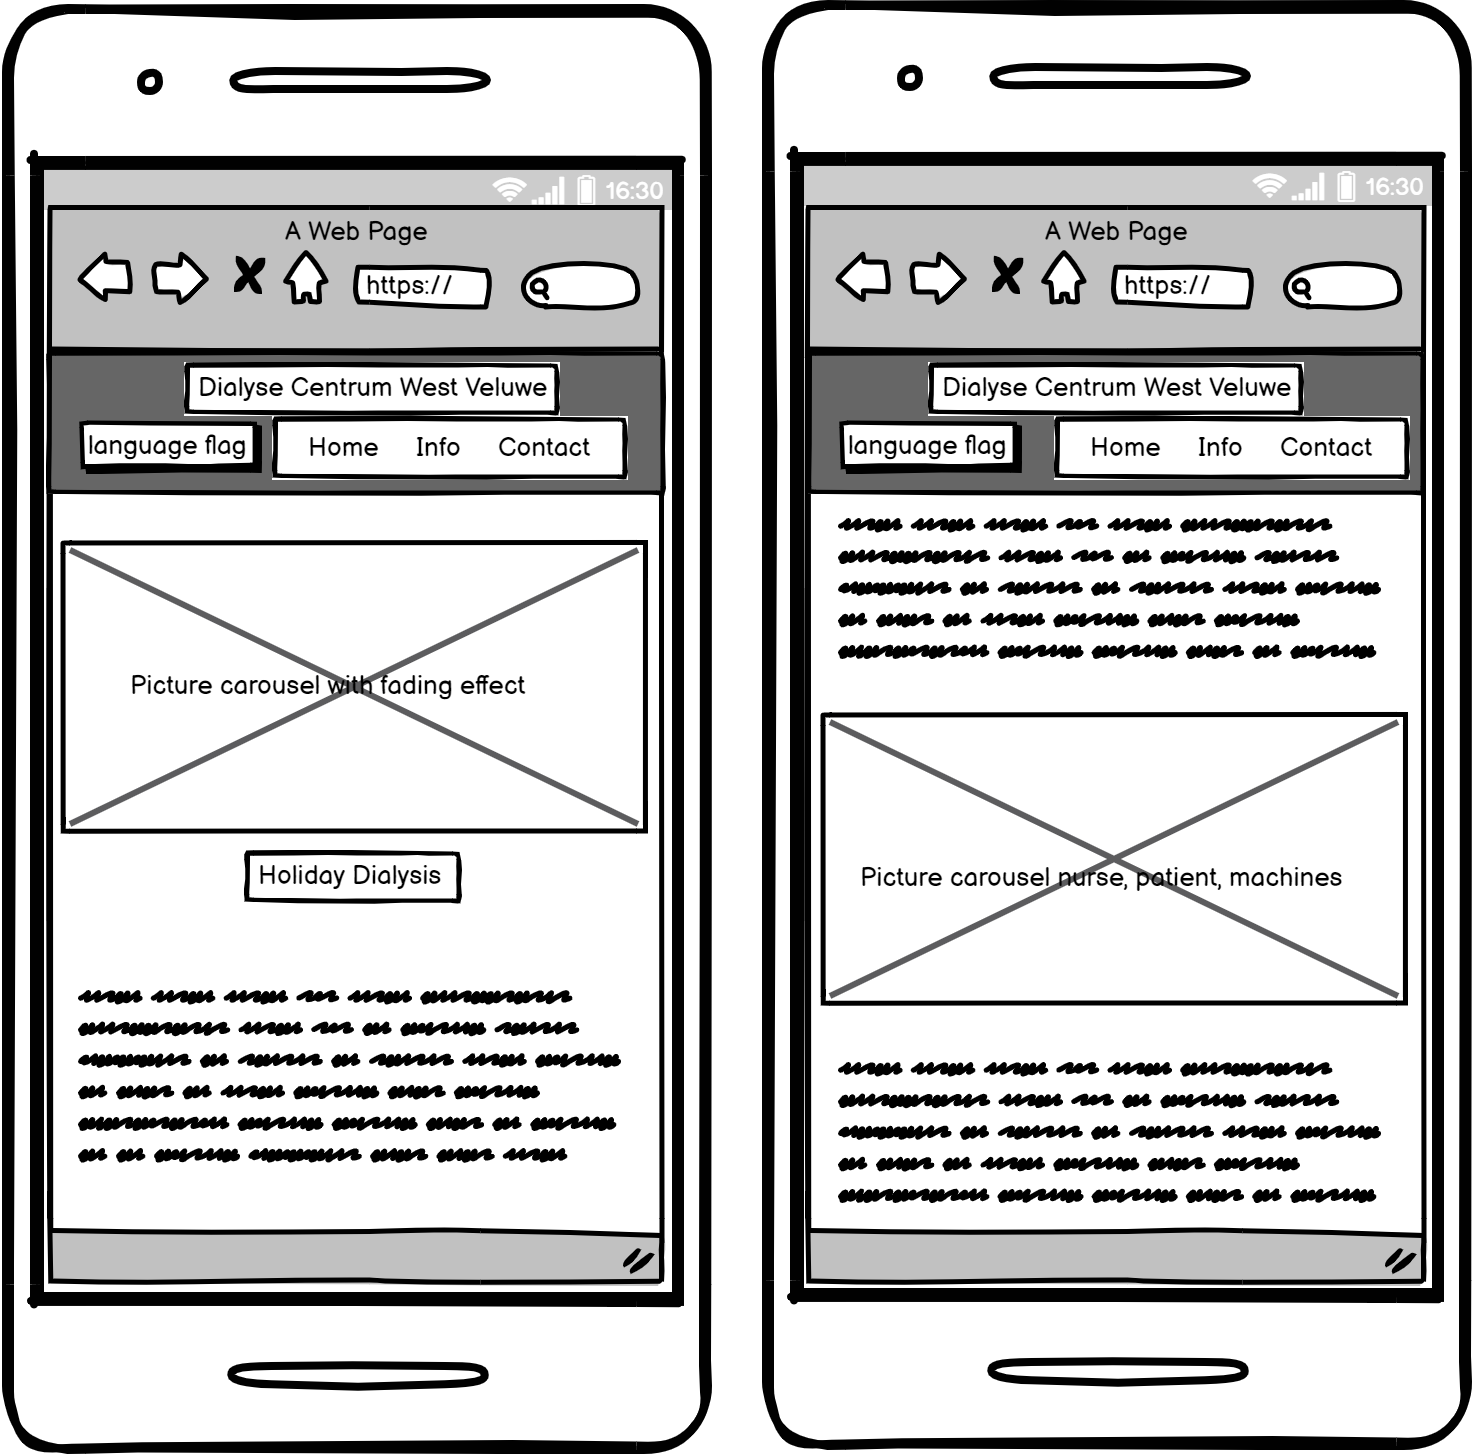 16:30
A Web Page
https://
Dialyse Centrum West Veluwe
language flag
Home Info Contact
Picture carousel with fading effect
Holiday Dialysis
16:30
A Web Page
https://
Dialyse Centrum West Veluwe
language flag
Home Info Contact
Picture carousel nurse, patient, machines